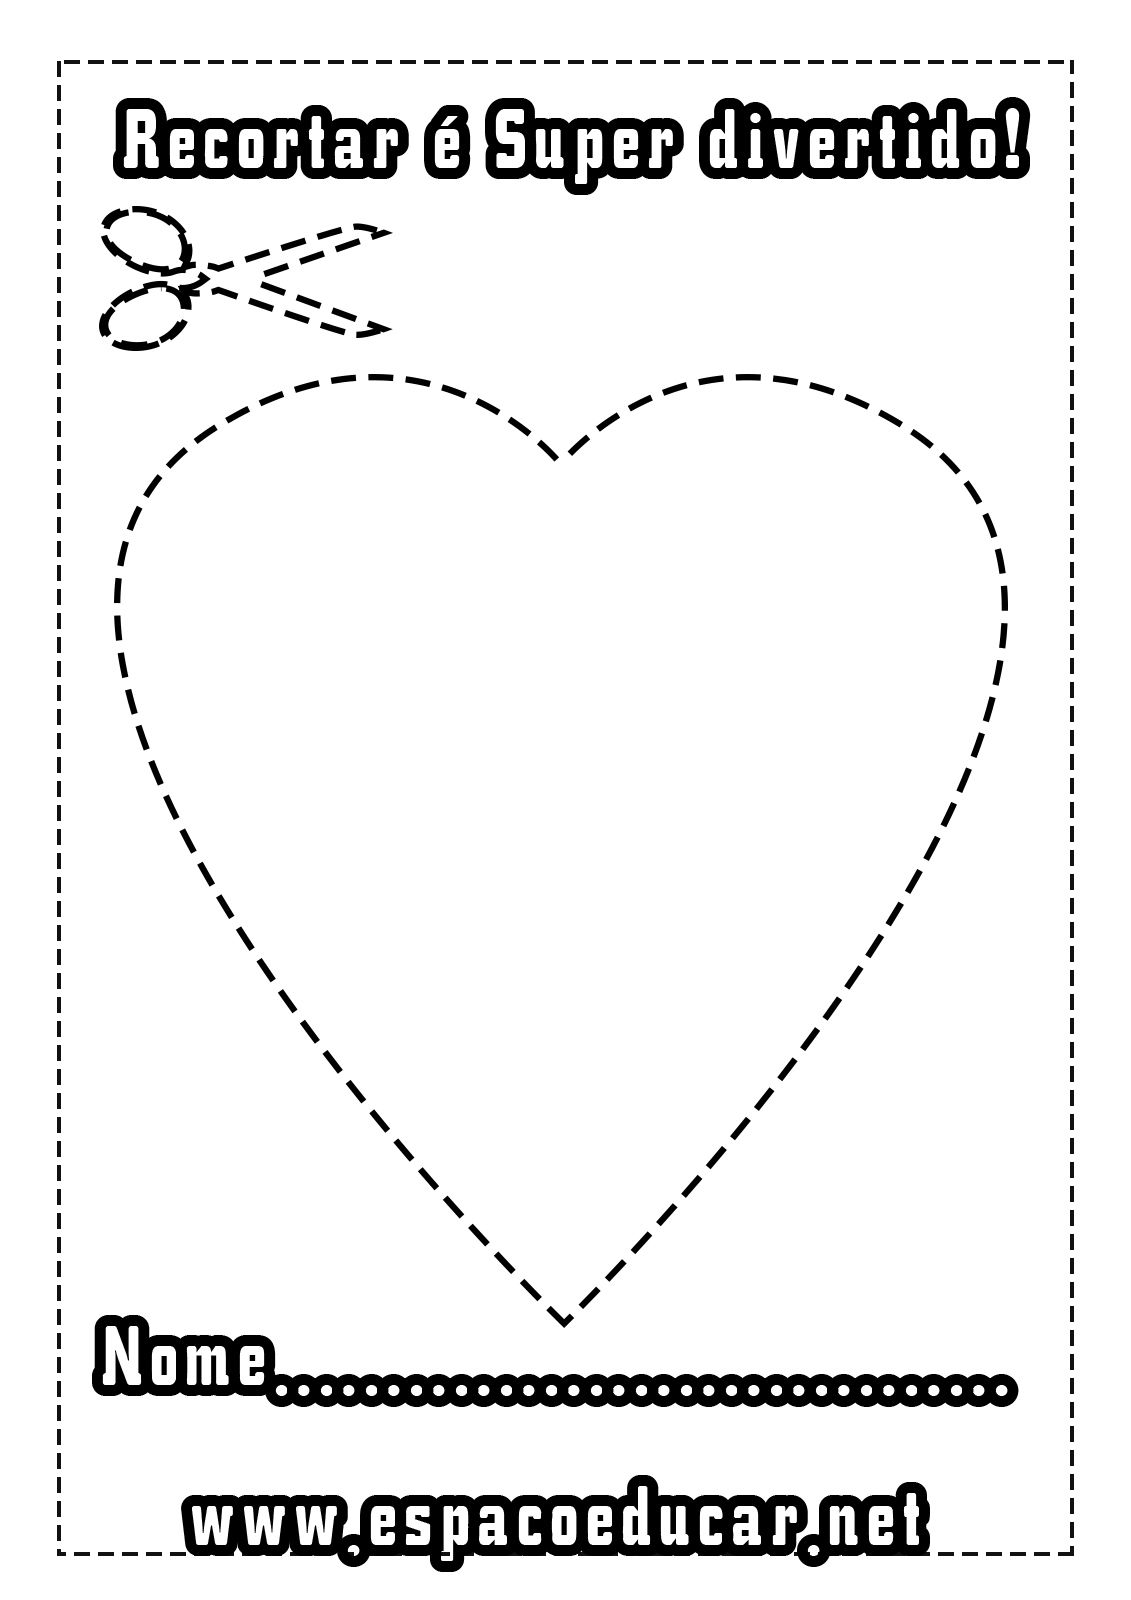 Recortar é Super divertido!
Nome.................................
www.espacoeducar.net